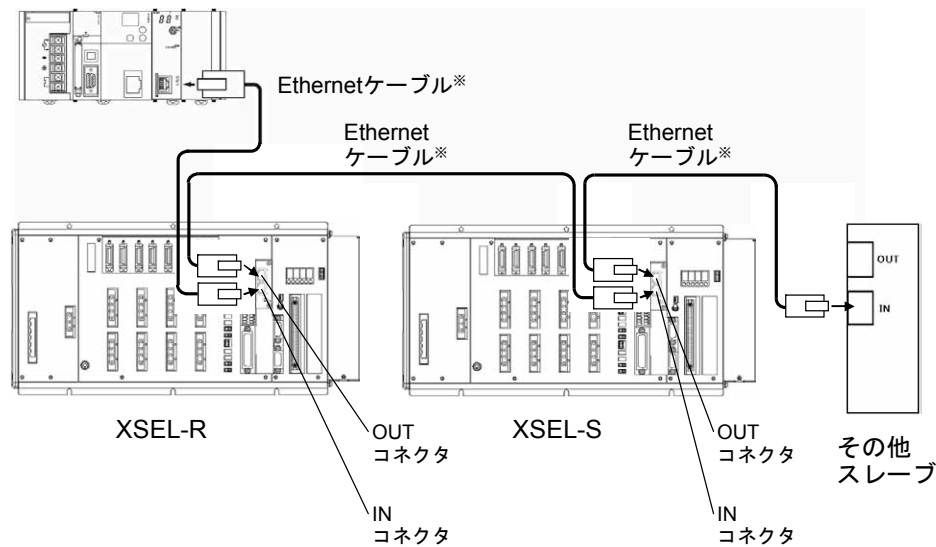 Ethernetケーブル※
Ethernet
ケーブル※
Ethernet
ケーブル※
OUT
IN
XSEL-R
OUT
コネクタ
IN
コネクタ
XSEL-S
OUT
コネクタ
IN
コネクタ
その他
スレーブ